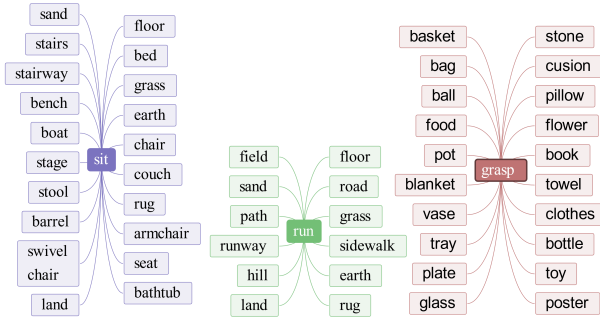 sand
stairs
stairway
bench
boat
stage
stool
barrel
swivel
chair
land
sit
floor
bed
grass
earth
chair
couch
rug
armchair
seat
bathtub
field
sand
path
runway
hill
land
run
floor
road
grass
sidewalk
earth
rug
basket
bag
ball
food
pot
blanket
vase
tray
plate
glass
grasp
stone
cusion
pillow
flower
book
towel
clothes
bottle
toy
poster